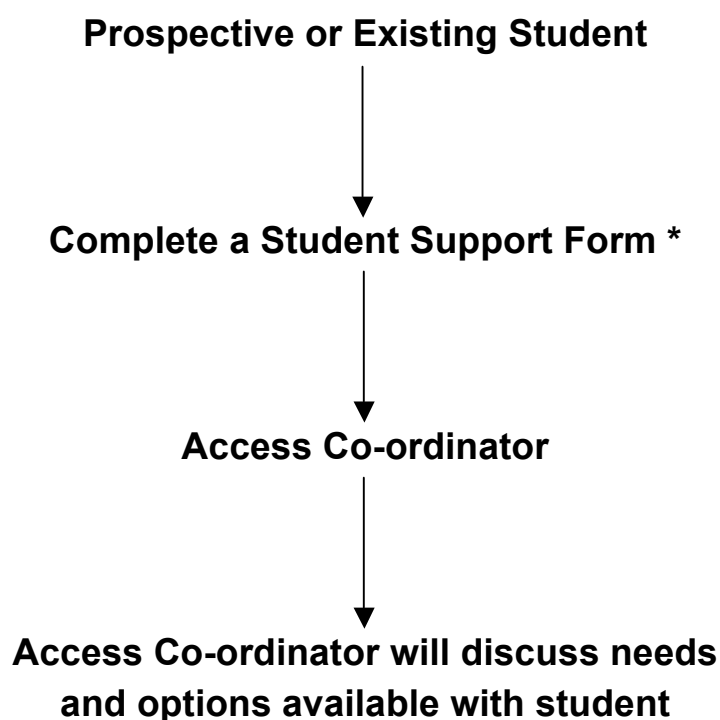 Prospective or Existing Student
Complete a Student Support Form *
Access Co-ordinator
Access Co-ordinator will discuss needs
and options available with student